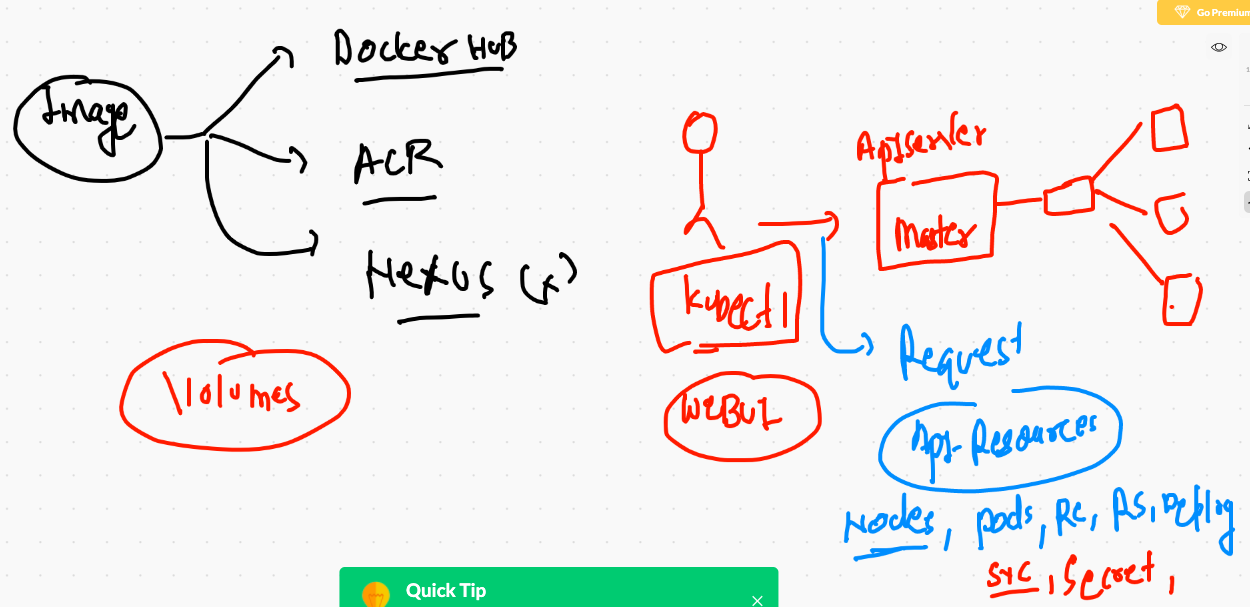 Go Premium
Docker HuB
Image
ACR
Nexus (x)
Volumes
Apiserver
Master
Kubectl
WEBUI
Request
Api-Resources
Nodes, pods, RC, RS, Deploy
svc, Secret,
Quick Tip